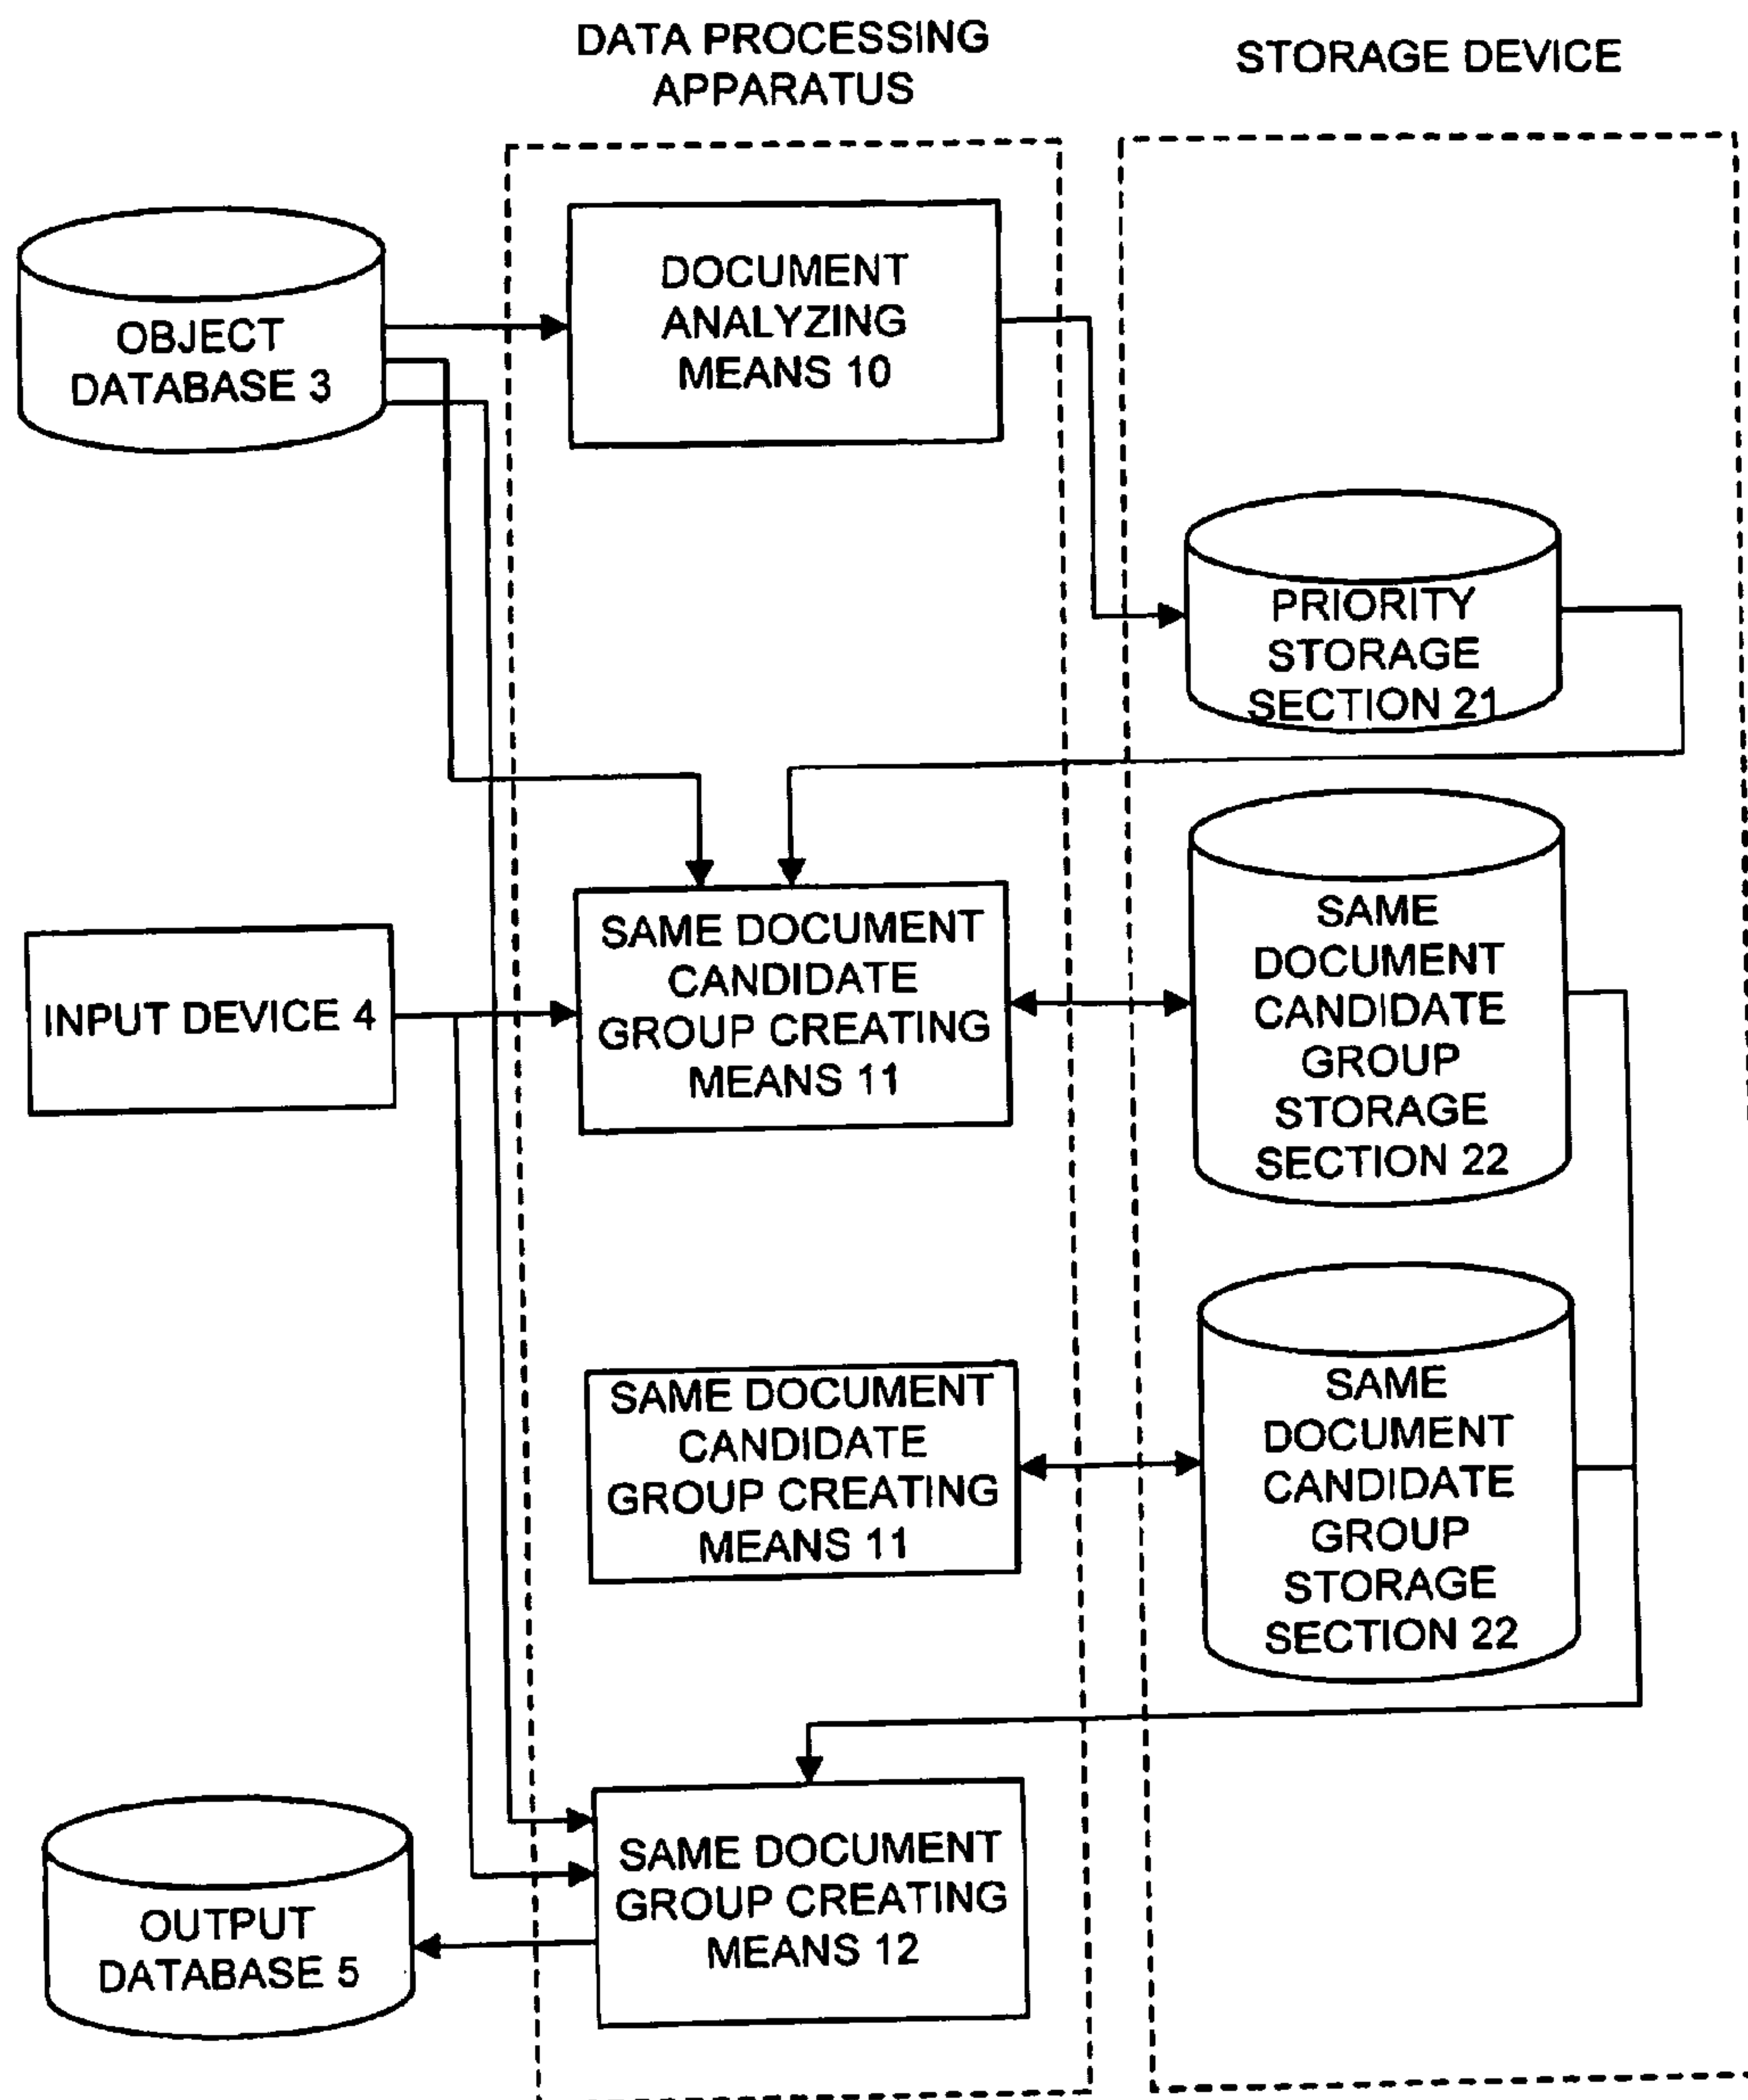 DATA PROCESSING
APPARATUS
STORAGE DEVICE
OBJECT
DATABASE 3
DOCUMENT
ANALYZING
MEANS 10
PRIORITY
STORAGE
SECTION 21
INPUT DEVICE 4
SAME DOCUMENT
CANDIDATE
GROUP CREATING
MEANS 11
SAME
DOCUMENT
CANDIDATE
GROUP
STORAGE
SECTION 22
SAME DOCUMENT
CANDIDATE
GROUP CREATING
MEANS 11
SAME
DOCUMENT
CANDIDATE
GROUP
STORAGE
SECTION 22
OUTPUT
DATABASE 5
SAME DOCUMENT
GROUP CREATING
MEANS 12